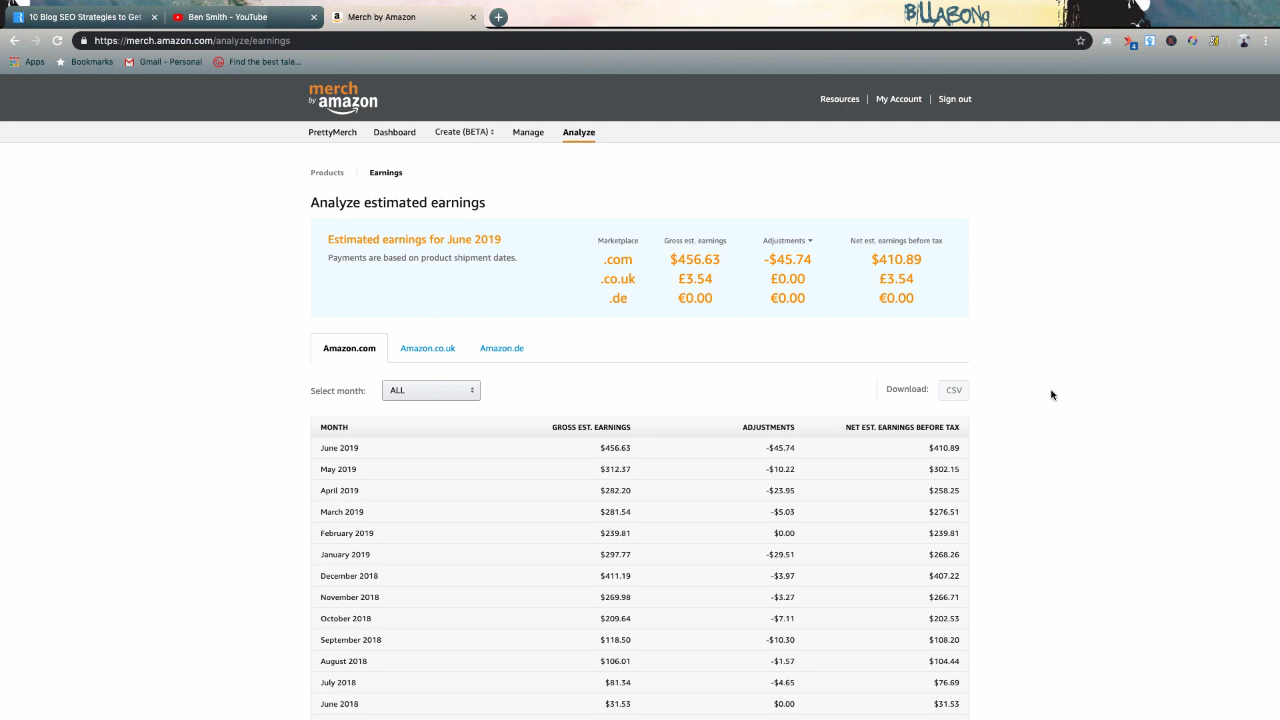 BILLABONG
10 Blog SEO Strategies to Get
Ben Smith - YouTube
Merch by Amazon
https://merch.amazon.com/analyze/earnings
Apps
Bookmarks
Gmail - Personal
Find the best tale...
merch
by amazon
Resources
My Account
Sign out
PrettyMerch
Dashboard
Create (BETA)
Manage
Analyze
Products
Earnings
Analyze estimated earnings
Estimated earnings for June 2019
Payments are based on product shipment dates.
Marketplace Gross est. earnings Adjustments Net est. earnings before tax
.com $456.63 -$45.74 $410.89
.co.uk £3.54 £0.00 £3.54
.de €0.00 €0.00 €0.00
Amazon.com
Amazon.co.uk
Amazon.de
Select month: ALL
Download: CSV
MONTH GROSS EST. EARNINGS ADJUSTMENTS NET EST. EARNINGS BEFORE TAX
June 2019 $456.63 -$45.74 $410.89
May 2019 $312.37 -$10.22 $302.15
April 2019 $282.20 -$23.95 $258.25
March 2019 $281.54 -$5.03 $276.51
February 2019 $239.81 $0.00 $239.81
January 2019 $297.77 -$29.51 $268.26
December 2018 $411.19 -$3.97 $407.22
November 2018 $269.98 -$3.27 $266.71
October 2018 $209.64 -$7.11 $202.53
September 2018 $118.50 -$10.30 $108.20
August 2018 $106.01 -$1.57 $104.44
July 2018 $81.34 -$4.65 $76.69
June 2018 $31.53 $0.00 $31.53